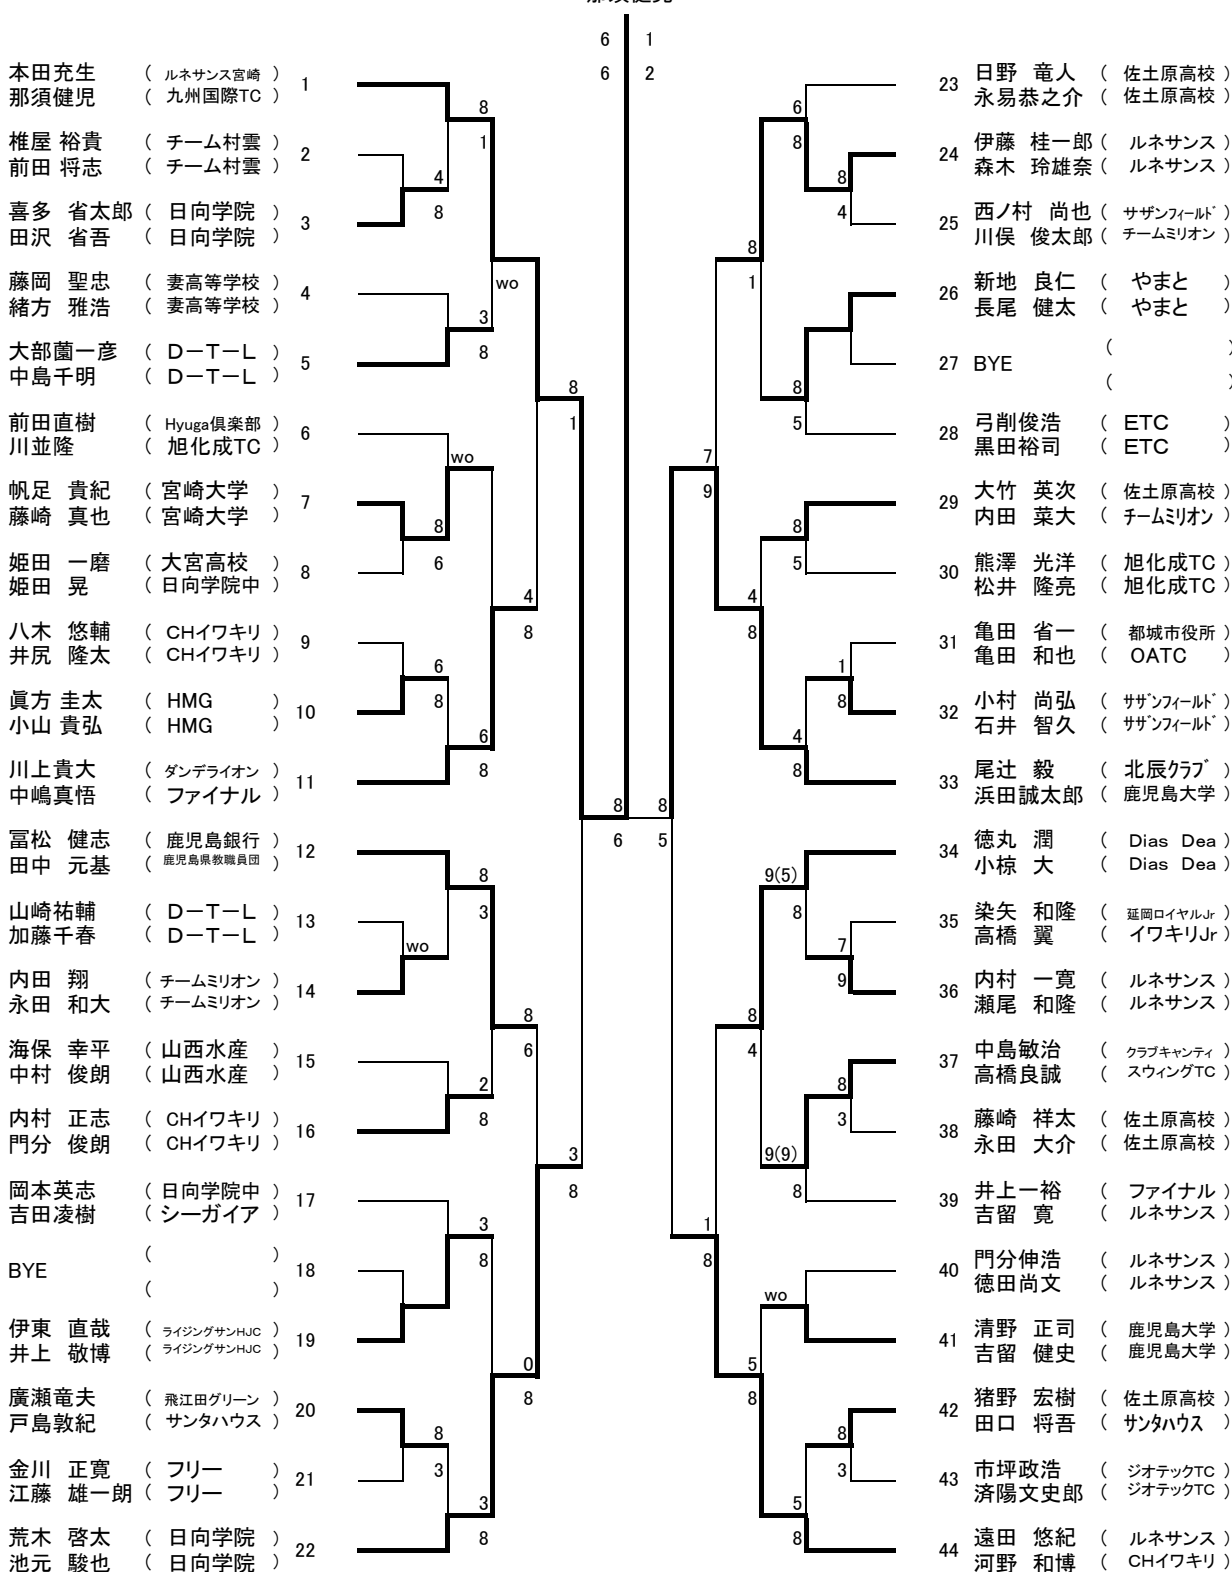 6 1
6 2
本田充生 ( ルネサンス宮崎 ) 1
那須健児 ( 九州国際TC )
椎屋 裕貴 ( チーム村雲 ) 2
前田 将志 ( チーム村雲 )
喜多 省太郎 ( 日向学院 ) 3
田沢 省吾 ( 日向学院 )
藤岡 聖忠 ( 妻高等学校 ) 4
緒方 雅浩 ( 妻高等学校 )
大部薗一彦 ( D-T-L ) 5
中島千明 ( D-T-L )
前田直樹 ( Hyuga倶楽部 ) 6
川並隆 ( 旭化成TC )
帆足 貴紀 ( 宮崎大学 ) 7
藤崎 真也 ( 宮崎大学 )
姫田 一磨 ( 大宮高校 ) 8
姫田 晃 ( 日向学院中 )
八木 悠輔 ( CHイワキリ ) 9
井尻 隆太 ( CHイワキリ )
眞方 圭太 ( HMG ) 10
小山 貴弘 ( HMG )
川上貴大 ( ダンデライオン ) 11
中嶋真悟 ( ファイナル )
冨松 健志 ( 鹿児島銀行 ) 12
田中 元基 ( 鹿児島県教職員団 )
山崎祐輔 ( D-T-L ) 13
加藤千春 ( D-T-L )
内田 翔 ( チームミリオン ) 14
永田 和大 ( チームミリオン )
海保 幸平 ( 山西水産 ) 15
中村 俊朗 ( 山西水産 )
内村 正志 ( CHイワキリ ) 16
門分 俊朗 ( CHイワキリ )
岡本英志 ( 日向学院中 ) 17
吉田凌樹 ( シーガイア )
( )
BYE 18
( )
伊東 直哉 ( ライジングサンHJC ) 19
井上 敬博 ( ライジングサンHJC )
廣瀬竜夫 ( 飛江田グリーン ) 20
戸島敦紀 ( サンタハウス )
金川 正寛 ( フリー ) 21
江藤 雄一朗 ( フリー )
荒木 啓太 ( 日向学院 ) 22
池元 駿也 ( 日向学院 )
8
1
4
8
wo
3
8
8
1
wo
8
6
4
8
6
8
6
8
8
6
8
3
wo
8
6
2
8
3
8
3
8
0
8
8
3
3
8
6
8
8
4
8
1
8
5
7
9
8
5
4
8
1
8
4
8
8
5
9(5)
8
7
9
8
4
8
3
9(9)
8
1
8
wo
5
8
8
3
5
8
23 日野 竜人 ( 佐土原高校 )
永易恭之介 ( 佐土原高校 )
24 伊藤 桂一郎 ( ルネサンス )
森木 玲雄奈 ( ルネサンス )
25 西ノ村 尚也 ( サザンフィールド )
川俣 俊太郎 ( チームミリオン )
26 新地 良仁 ( やまと )
長尾 健太 ( やまと )
( )
27 BYE
( )
28 弓削俊浩 ( ETC )
黒田裕司 ( ETC )
29 大竹 英次 ( 佐土原高校 )
内田 菜大 ( チームミリオン )
30 熊澤 光洋 ( 旭化成TC )
松井 隆亮 ( 旭化成TC )
31 亀田 省一 ( 都城市役所 )
亀田 和也 ( OATC )
32 小村 尚弘 ( サザンフィールド )
石井 智久 ( サザンフィールド )
33 尾辻 毅 ( 北辰クラブ )
浜田誠太郎 ( 鹿児島大学 )
34 徳丸 潤 ( Dias Dea )
小椋 大 ( Dias Dea )
35 染矢 和隆 ( 延岡ロイヤルJr )
高橋 翼 ( イワキリJr )
36 内村 一寛 ( ルネサンス )
瀬尾 和隆 ( ルネサンス )
37 中島敏治 ( クラブキャンティ )
高橋良誠 ( スウィングTC )
38 藤崎 祥太 ( 佐土原高校 )
永田 大介 ( 佐土原高校 )
39 井上一裕 ( ファイナル )
吉留 寛 ( ルネサンス )
40 門分伸浩 ( ルネサンス )
徳田尚文 ( ルネサンス )
41 清野 正司 ( 鹿児島大学 )
吉留 健史 ( 鹿児島大学 )
42 猪野 宏樹 ( 佐土原高校 )
田口 将吾 ( サンタハウス )
43 市坪政浩 ( ジオテックTC )
済陽文史郎 ( ジオテックTC )
44 遠田 悠紀 ( ルネサンス )
河野 和博 ( CHイワキリ )